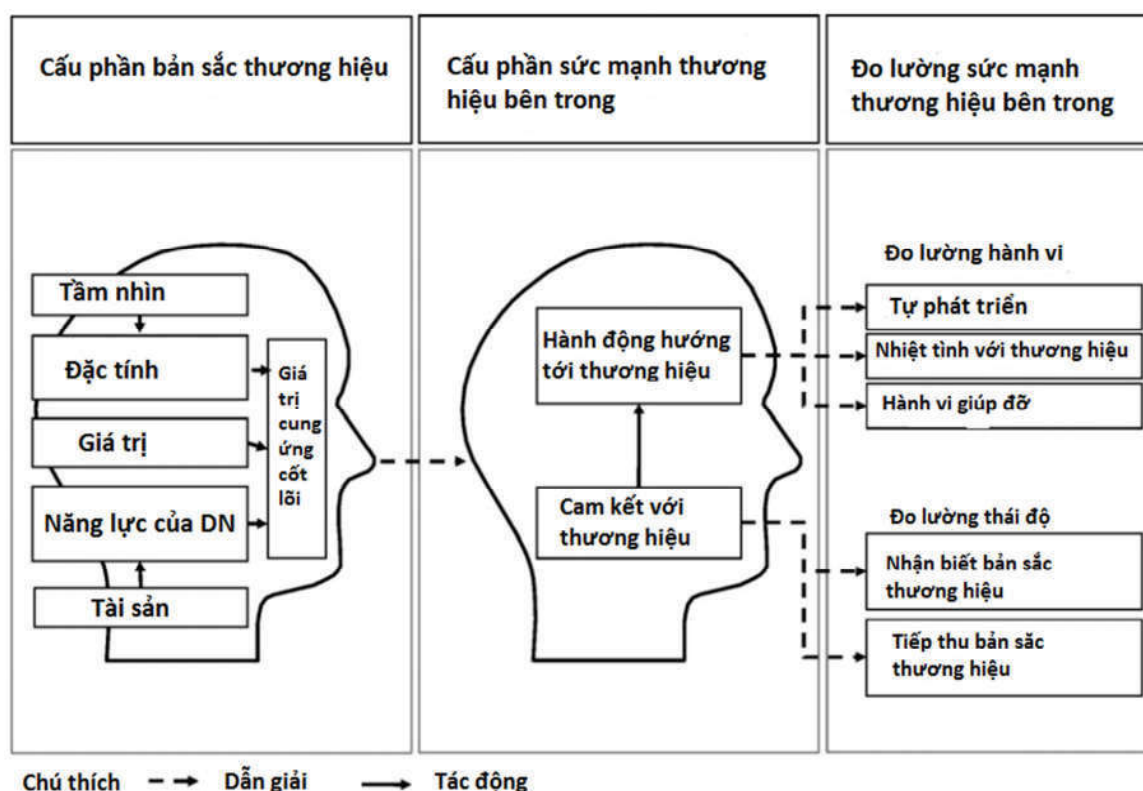 Cấu phần bản sắc thương hiệu
Cấu phần sức mạnh thương
hiệu bên trong
Đo lường sức mạnh
thương hiệu bên trong
Tầm nhìn
Đặc tính
Giá trị
Năng lực của DN
Tài sản
Giá
trị
cung
ứng
cốt
lõi
Hành động hướng
tới thương hiệu
Cam kết với
thương hiệu
Đo lường hành vi
Tự phát triển
Nhiệt tình với thương hiệu
Hành vi giúp đỡ
Đo lường thái độ
Nhận biết bản sắc
thương hiệu
Tiếp thu bản sắc
thương hiệu
Chú thích Dẫn giải Tác động